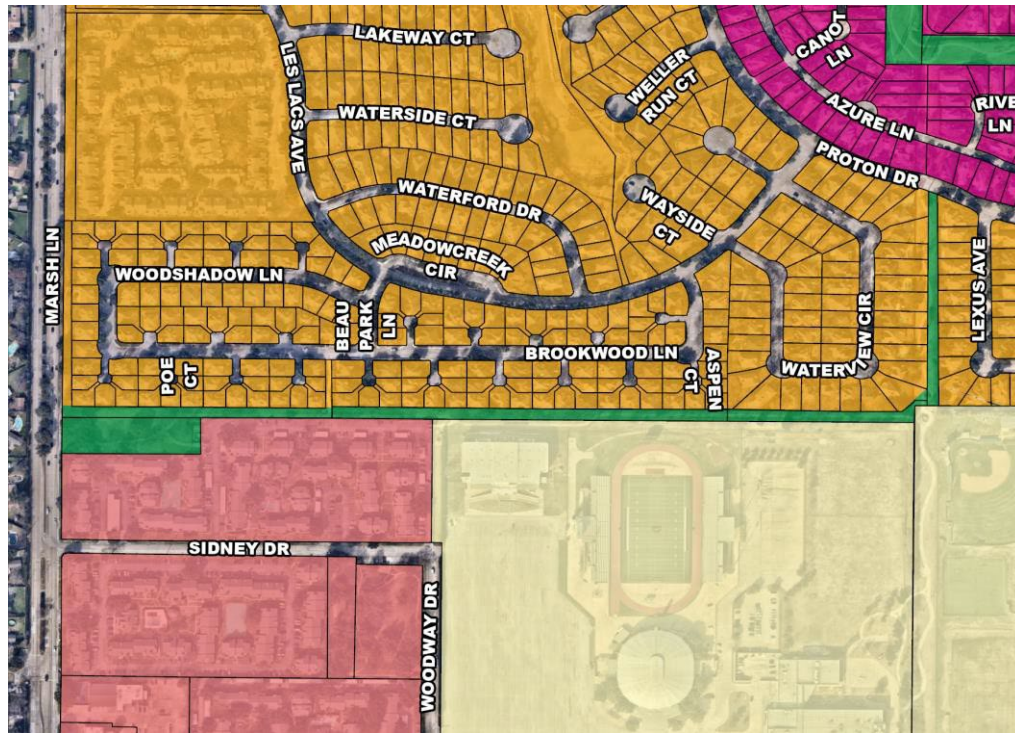 LAKEWAY CT
LES LACS AVE
WATERSIDE CT
WELLER
RUN CT
CANOT
LN
AZURE LN
RIVE
LN
PROTON DR
WATERFORD DR
WAYSIDE
CT
MEADOWCREEK
CIR
MARSH LN
WOODSHADOW LN
BEAU
PARK
LN
LEXUS AVE
POE
CT
BROOKWOOD LN
ASPEN
CT
WATERVIEW CIR
SIDNEY DR
WOODWAY DR